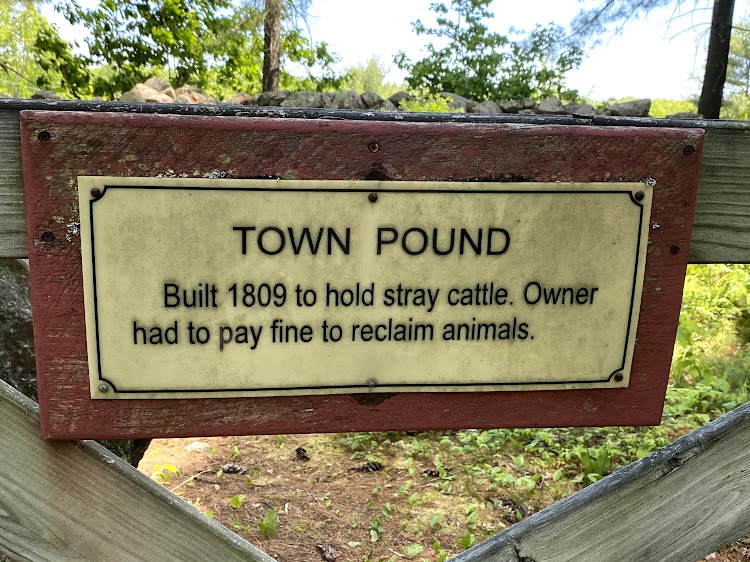 TOWN POUND
Built 1809 to hold stray cattle. Owner
had to pay fine to reclaim animals.